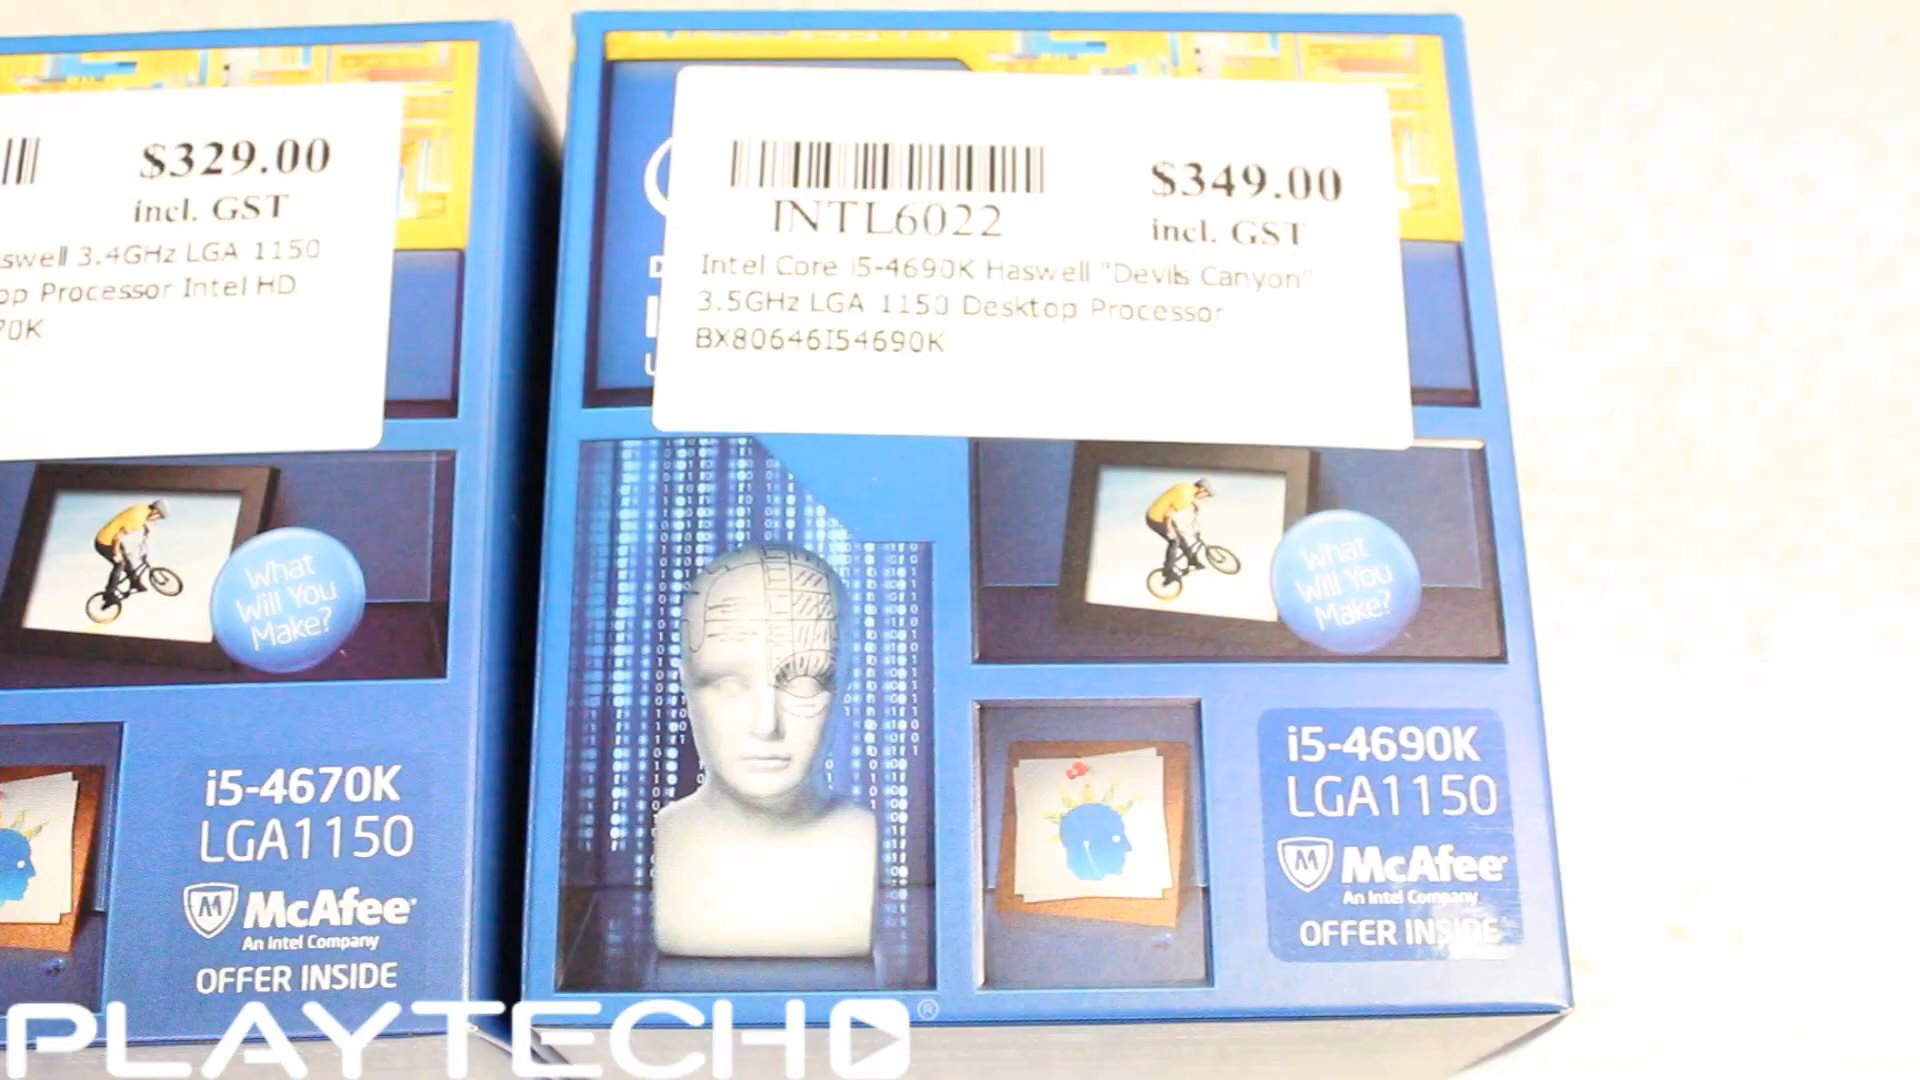 $329.00
incl. GST
swell 3.4GHz LGA 1150
op Processor Intel HD
70K
What
Will You
Make?
i5-4670K
LGA1150
McAfee
An Intel Company
OFFER INSIDE
$349.00
INTL6022
incl. GST
Intel Core i5-4690K Haswell "Devils Canyon"
3.5GHz LGA 1150 Desktop Processor
BX80646I54690K
What
Will You
Make?
i5-4690K
LGA1150
McAfee
An Intel Company
OFFER INSIDE
PLAYTECH ®